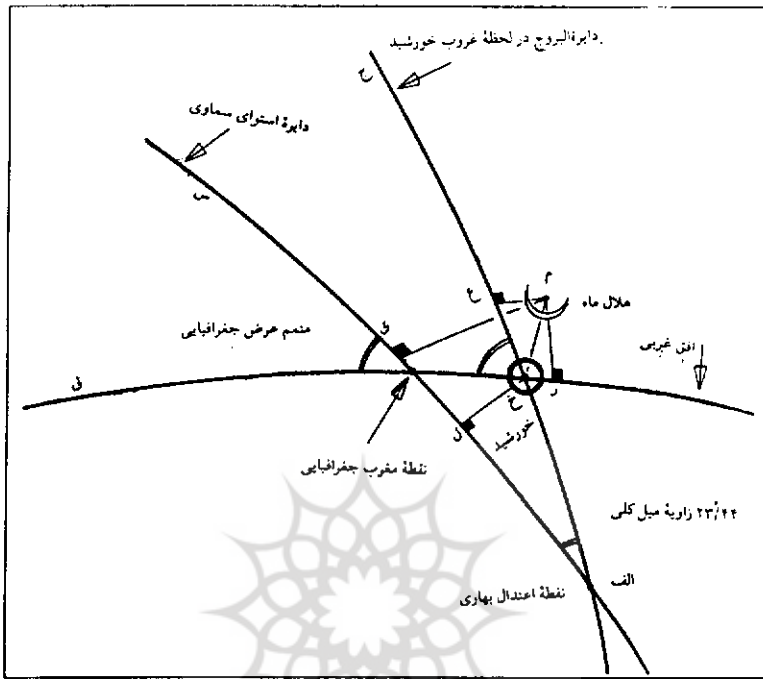 دایرةالبروج در لحظهٔ غروب خورشید
ج
دایرهٔ استوای سماوی
س
م
ع
هلال ماه
متمم عرض جغرافیایی
ق
افق غربی
ر
خ
خورشید
ل
نقطهٔ مغرب جغرافیایی
۲۳/۴۴ زاویهٔ میل کلی
الف
نقطهٔ اعتدال بهاری